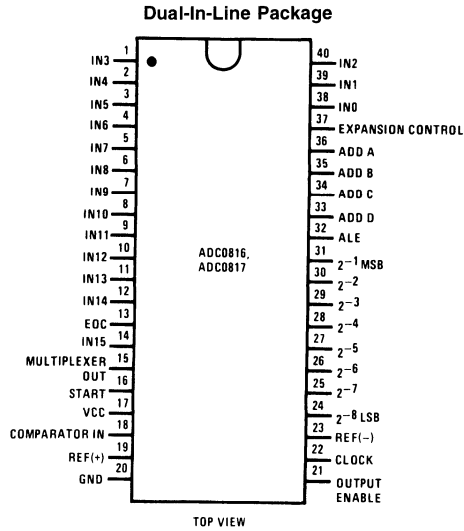 Dual-In-Line Package
1
IN3
2
IN4
3
IN5
4
IN6
5
IN7
6
IN8
7
IN9
8
IN10
9
IN11
10
IN12
11
IN13
12
IN14
13
EOC
14
IN15
15
MULTIPLEXER
OUT
16
START
17
VCC
18
COMPARATOR IN
19
REF(+)
20
GND
ADC0816,
ADC0817
40
IN2
39
IN1
38
IN0
37
EXPANSION CONTROL
36
ADD A
35
ADD B
34
ADD C
33
ADD D
32
ALE
31
2⁻¹ MSB
30
2⁻²
29
2⁻³
28
2⁻⁴
27
2⁻⁵
26
2⁻⁶
25
2⁻⁷
24
2⁻⁸ LSB
23
REF(−)
22
CLOCK
21
OUTPUT
ENABLE
TOP VIEW